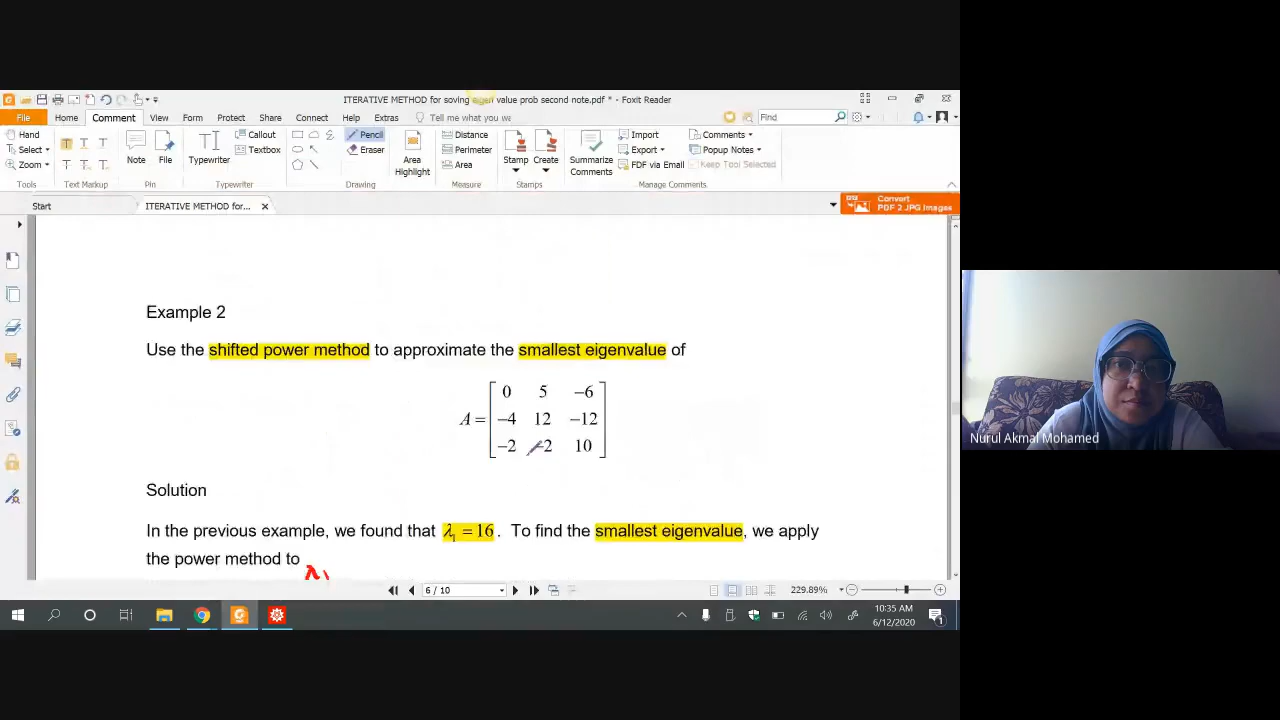 ITERATIVE METHOD for soving eigen value prob second note.pdf * - Foxit Reader
File Home Comment View Form Protect Share Connect Help Extras Tell me what you Find
Hand
Select
Zoom
Tools
Text Markup
Note
File
Pin
Typewriter
Callout
Textbox
Typewriter
Pencil
Eraser
Drawing
Area
Highlight
Distance
Perimeter
Area
Measure
Stamp
Create
Stamps
Summarize
Comments
Import
Export
FDF via Email
Comments
Popup Notes
Keep Tool Selected
Manage Comments
Start
ITERATIVE METHOD for...
Convert
PDF 2 JPG Images
Example 2
Use the shifted power method to approximate the smallest eigenvalue of
0 5 −6
A = −4 12 −12
−2 −2 10
Solution
In the previous example, we found that λ₁ = 16 . To find the smallest eigenvalue, we apply
the power method to
Nurul Akmal Mohamed
6 / 10
229.89%
10:35 AM
6/12/2020
1